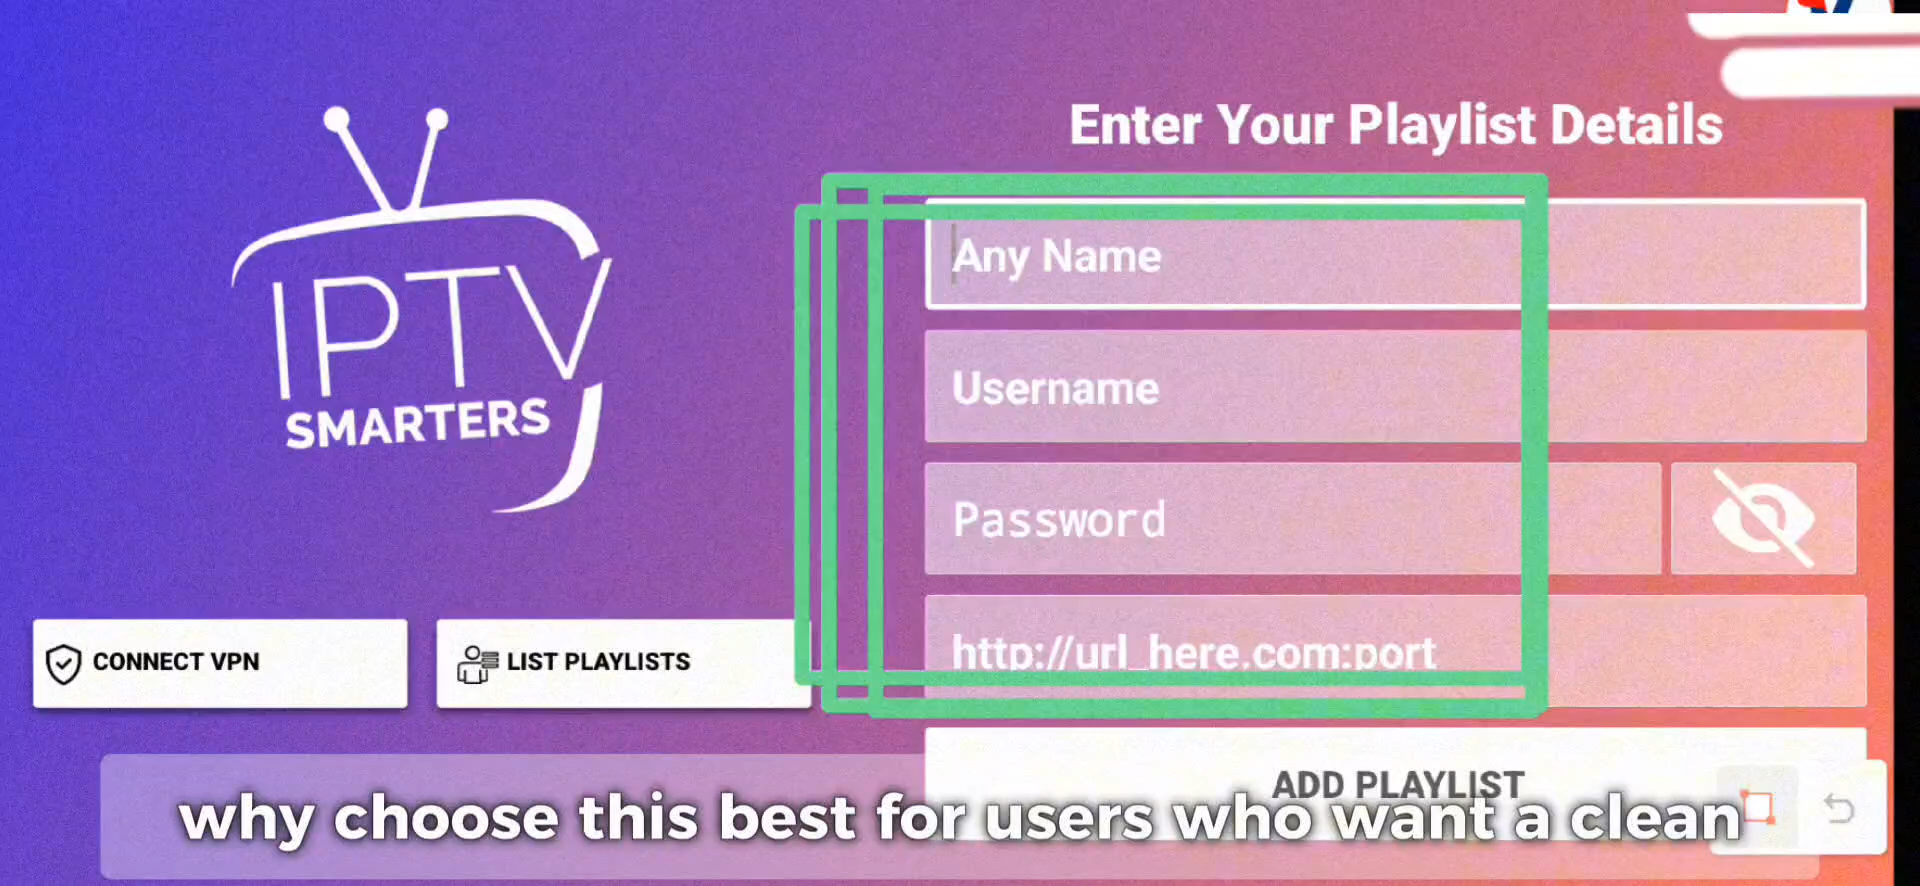 Enter Your Playlist Details
IPTV
SMARTERS
Any Name
Username
Password
http://url_here.com:port
CONNECT VPN
LIST PLAYLISTS
ADD PLAYLIST
why choose this best for users who want a clean